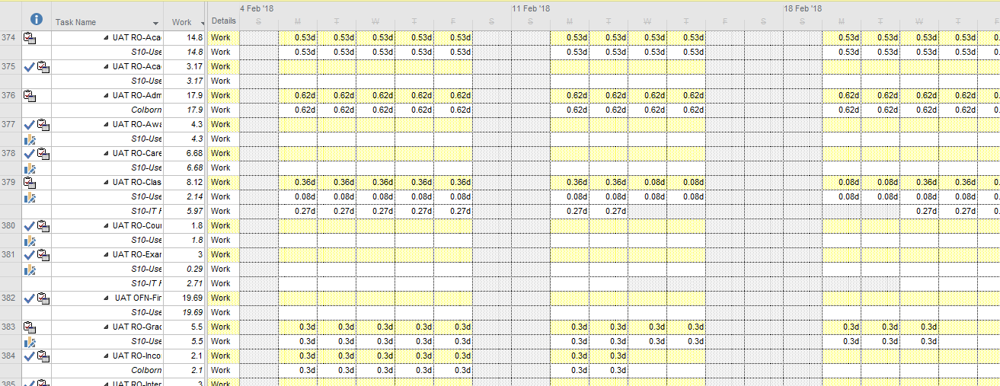 4 Feb '18 11 Feb '18 18 Feb '18
Task Name Work Details S M T W T F S S M T W T F S S M T W T F
374 UAT RO-Aca 14.8 Work 0.53d 0.53d 0.53d 0.53d 0.53d 0.53d 0.53d 0.53d 0.53d 0.53d 0.53d 0.53d 0.53d 0.
S10-Use 14.8 Work 0.53d 0.53d 0.53d 0.53d 0.53d 0.53d 0.53d 0.53d 0.53d 0.53d 0.53d 0.53d 0.53d 0.
375 UAT RO-Aca 3.17 Work
S10-Use 3.17 Work
376 UAT RO-Adm 17.9 Work 0.62d 0.62d 0.62d 0.62d 0.62d 0.62d 0.62d 0.62d 0.62d 0.62d 0.62d 0.62d 0.62d 0.
Colborn 17.9 Work 0.62d 0.62d 0.62d 0.62d 0.62d 0.62d 0.62d 0.62d 0.62d 0.62d 0.62d 0.62d 0.62d 0.
377 UAT RO-Awa 4.3 Work
S10-Use 4.3 Work
378 UAT RO-Care 6.68 Work
S10-Use 6.68 Work
379 UAT RO-Clas 8.12 Work 0.36d 0.36d 0.36d 0.36d 0.36d 0.36d 0.36d 0.08d 0.08d 0.08d 0.08d 0.36d 0.36d 0.
S10-Use 2.14 Work 0.08d 0.08d 0.08d 0.08d 0.08d 0.08d 0.08d 0.08d 0.08d 0.08d 0.08d 0.08d 0.08d 0.
S10-IT F 5.97 Work 0.27d 0.27d 0.27d 0.27d 0.27d 0.27d 0.27d 0.27d 0.27d 0.
380 UAT RO-Cou 1.8 Work
S10-Use 1.8 Work
381 UAT RO-Exar 3 Work
S10-Use 0.29 Work
S10-IT F 2.71 Work
382 UAT OFN-Fir 19.69 Work
S10-Use 19.69 Work
383 UAT RO-Grac 5.5 Work 0.3d 0.3d 0.3d 0.3d 0.3d 0.3d 0.3d 0.3d 0.3d 0.3d 0.3d 0.3d
S10-Use 5.5 Work 0.3d 0.3d 0.3d 0.3d 0.3d 0.3d 0.3d 0.3d 0.3d 0.3d 0.3d 0.3d
384 UAT RO-Inco 2.1 Work 0.3d 0.3d 0.3d 0.3d 0.3d 0.3d 0.3d
Colborn 2.1 Work 0.3d 0.3d 0.3d 0.3d 0.3d 0.3d 0.3d
385 UAT RO-Inter 3 Work